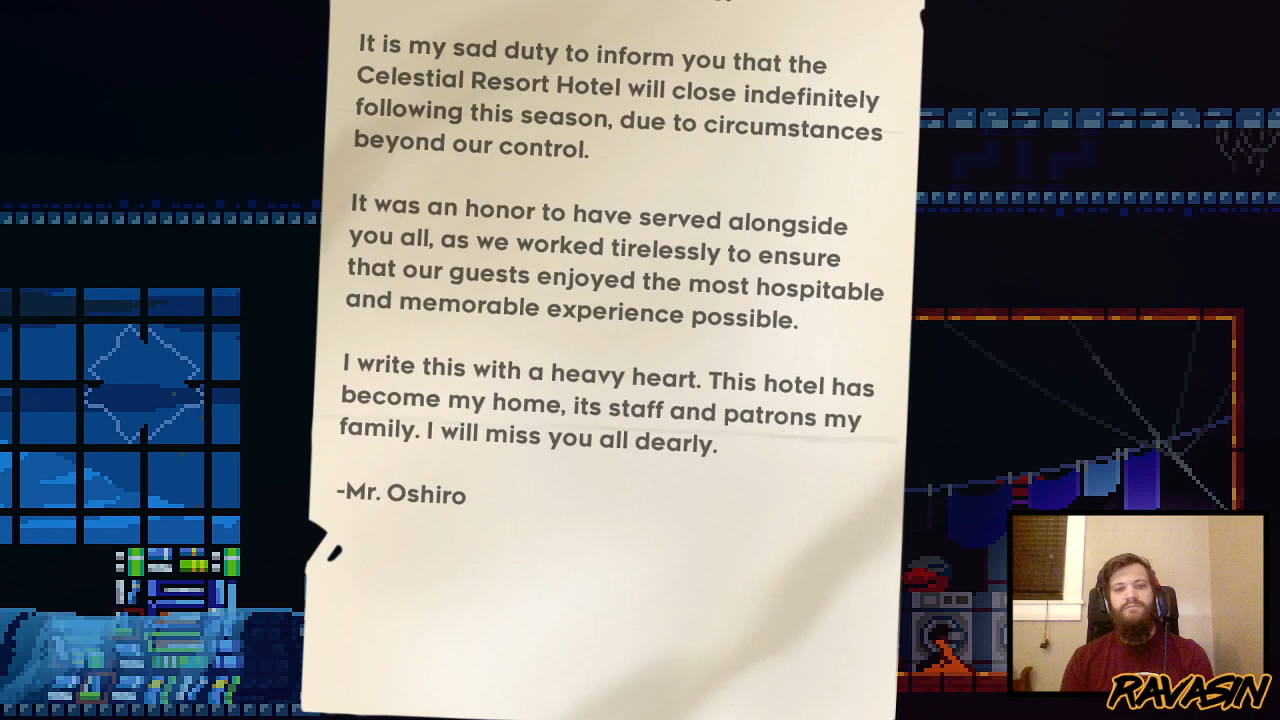 It is my sad duty to inform you that the
Celestial Resort Hotel will close indefinitely
following this season, due to circumstances
beyond our control.
It was an honor to have served alongside
you all, as we worked tirelessly to ensure
that our guests enjoyed the most hospitable
and memorable experience possible.
I write this with a heavy heart. This hotel has
become my home, its staff and patrons my
family. I will miss you all dearly.
-Mr. Oshiro
RAVASIN